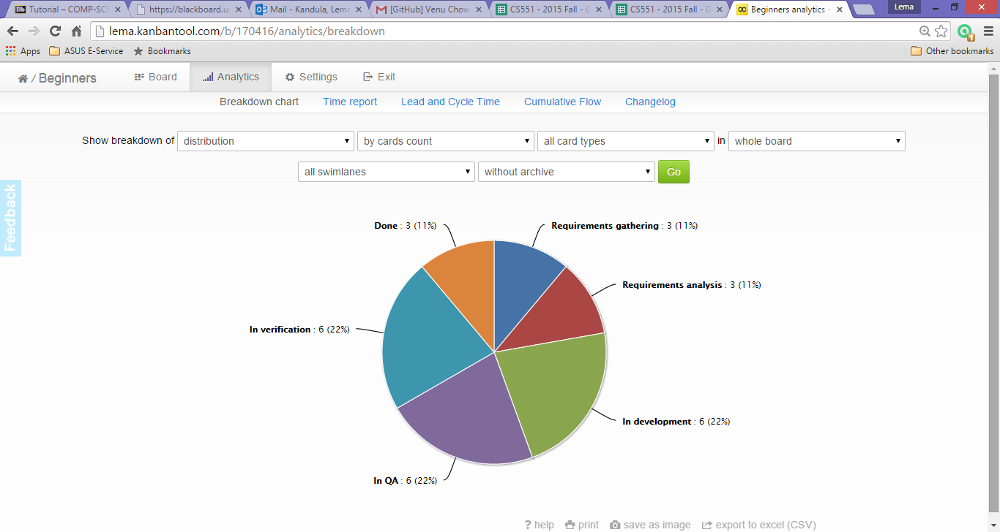 Lema
Tutorial – COMP-SC
https://blackboard.u
Mail - Kandula, Lema
[GitHub] Venu Chow
CS551 - 2015 Fall - G
CS551 - 2015 Fall - G
Beginners analytics -
lema.kanbantool.com/b/170416/analytics/breakdown
Apps ASUS E-Service Bookmarks Other bookmarks
/ Beginners Board Analytics Settings Exit
Breakdown chart Time report Lead and Cycle Time Cumulative Flow Changelog
Show breakdown of distribution by cards count all card types in whole board
all swimlanes without archive Go
Feedback
Done : 3 (11%)
Requirements gathering : 3 (11%)
Requirements analysis : 3 (11%)
In verification : 6 (22%)
In development : 6 (22%)
In QA : 6 (22%)
? help print save as image export to excel (CSV)